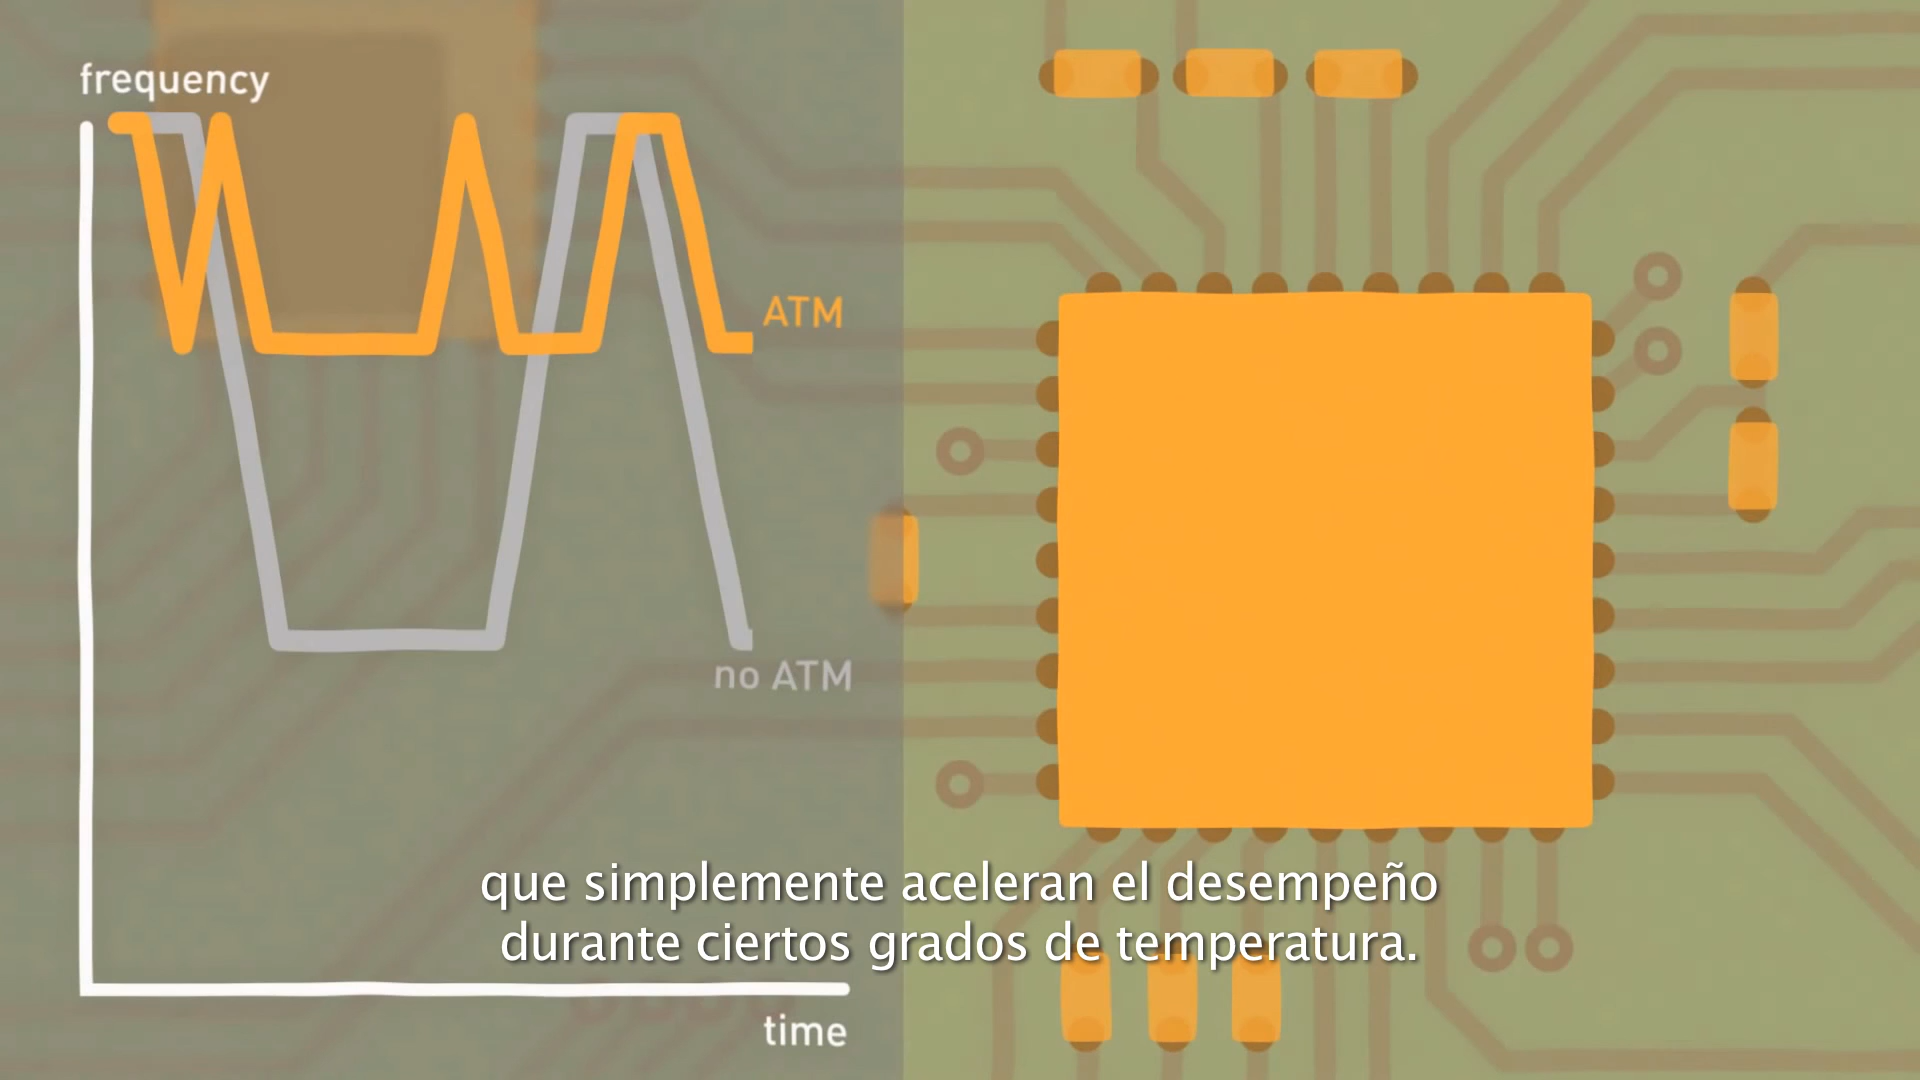 frequency
ATM
no ATM
que simplemente aceleran el desempeño
durante ciertos grados de temperatura.
time